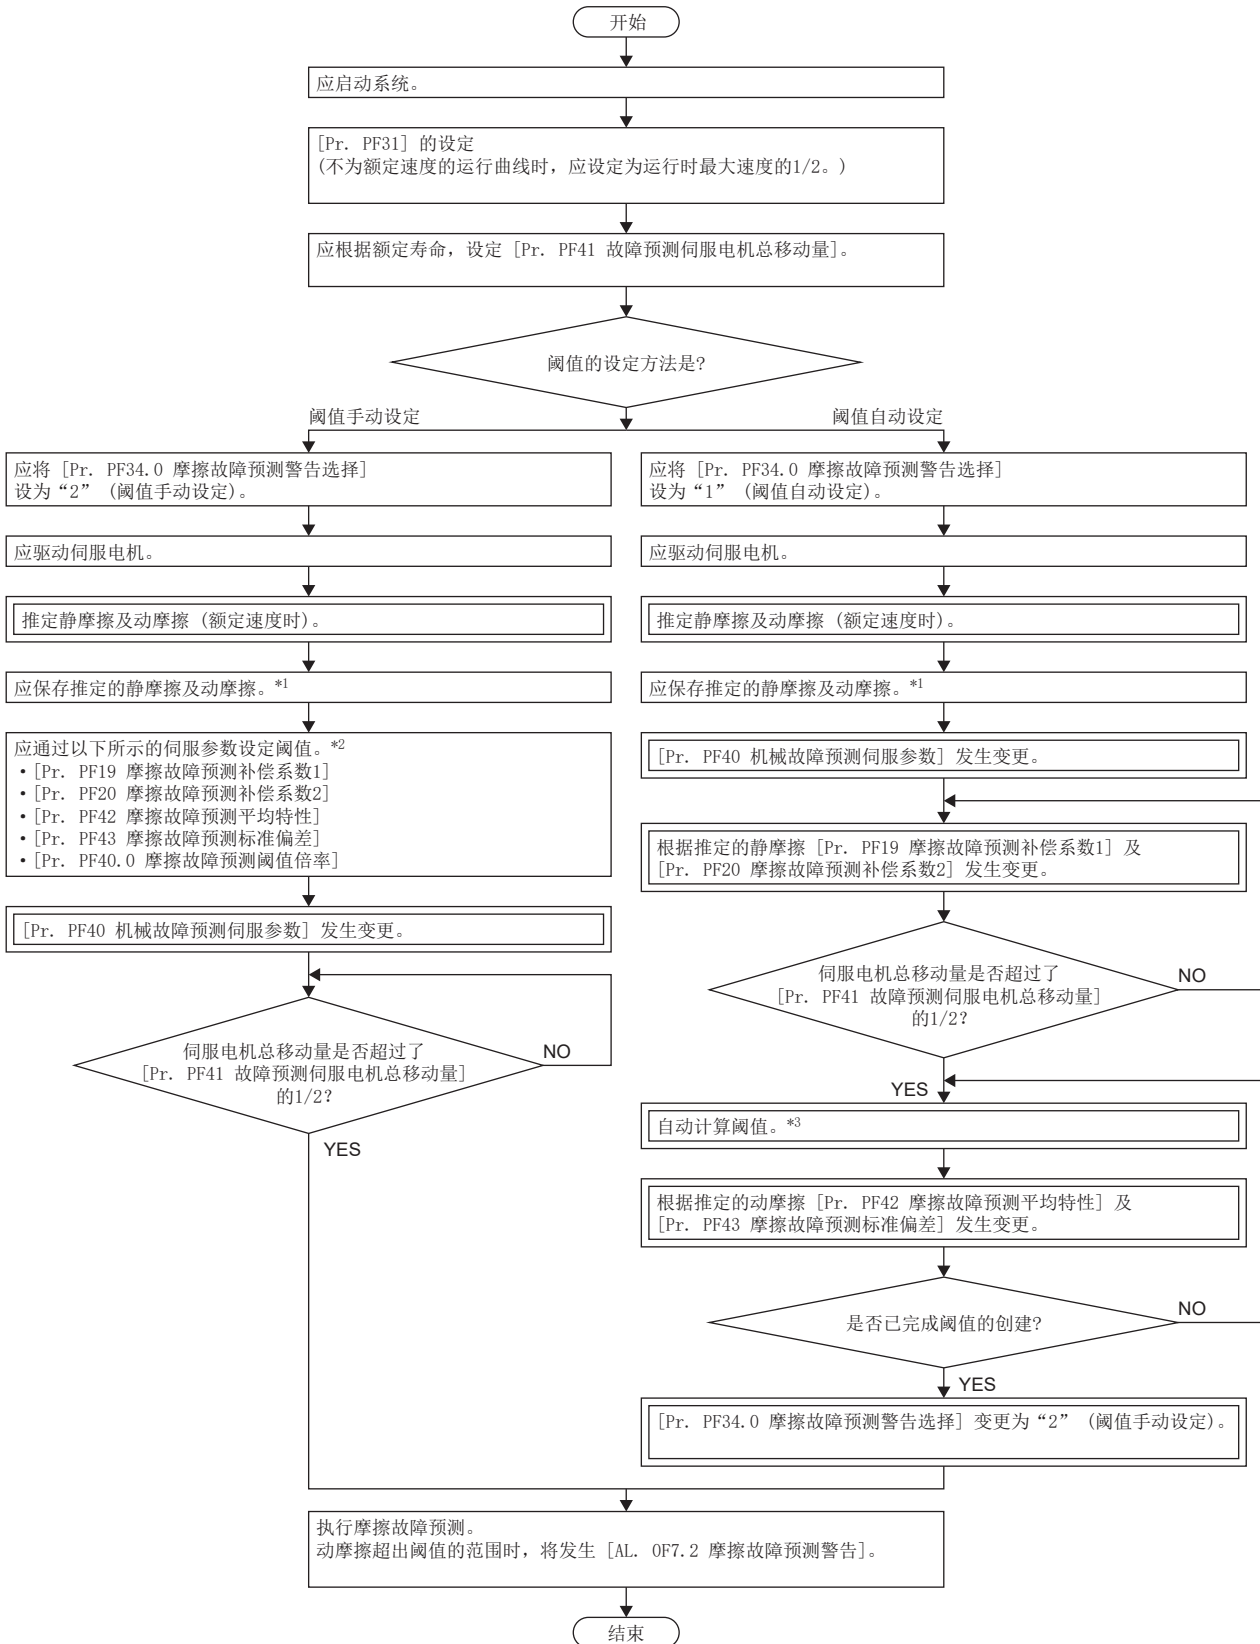 开始
应启动系统。
[Pr. PF31] 的设定
(不为额定速度的运行曲线时，应设定为运行时最大速度的1/2。)
应根据额定寿命，设定 [Pr. PF41 故障预测伺服电机总移动量]。
阈值的设定方法是?
阈值手动设定
阈值自动设定
应将 [Pr. PF34.0 摩擦故障预测警告选择]
设为“2” (阈值手动设定)。
应驱动伺服电机。
推定静摩擦及动摩擦 (额定速度时)。
应保存推定的静摩擦及动摩擦。*1
应通过以下所示的伺服参数设定阈值。*2
・[Pr. PF19 摩擦故障预测补偿系数1]
・[Pr. PF20 摩擦故障预测补偿系数2]
・[Pr. PF42 摩擦故障预测平均特性]
・[Pr. PF43 摩擦故障预测标准偏差]
・[Pr. PF40.0 摩擦故障预测阈值倍率]
[Pr. PF40 机械故障预测伺服参数] 发生变更。
伺服电机总移动量是否超过了
[Pr. PF41 故障预测伺服电机总移动量]
的1/2?
NO
YES
应将 [Pr. PF34.0 摩擦故障预测警告选择]
设为“1” (阈值自动设定)。
应驱动伺服电机。
推定静摩擦及动摩擦 (额定速度时)。
应保存推定的静摩擦及动摩擦。*1
[Pr. PF40 机械故障预测伺服参数] 发生变更。
根据推定的静摩擦 [Pr. PF19 摩擦故障预测补偿系数1] 及
[Pr. PF20 摩擦故障预测补偿系数2] 发生变更。
伺服电机总移动量是否超过了
[Pr. PF41 故障预测伺服电机总移动量]
的1/2?
NO
YES
自动计算阈值。*3
根据推定的动摩擦 [Pr. PF42 摩擦故障预测平均特性] 及
[Pr. PF43 摩擦故障预测标准偏差] 发生变更。
是否已完成阈值的创建?
NO
YES
[Pr. PF34.0 摩擦故障预测警告选择] 变更为“2” (阈值手动设定)。
执行摩擦故障预测。
动摩擦超出阈值的范围时，将发生 [AL. 0F7.2 摩擦故障预测警告]。
结束